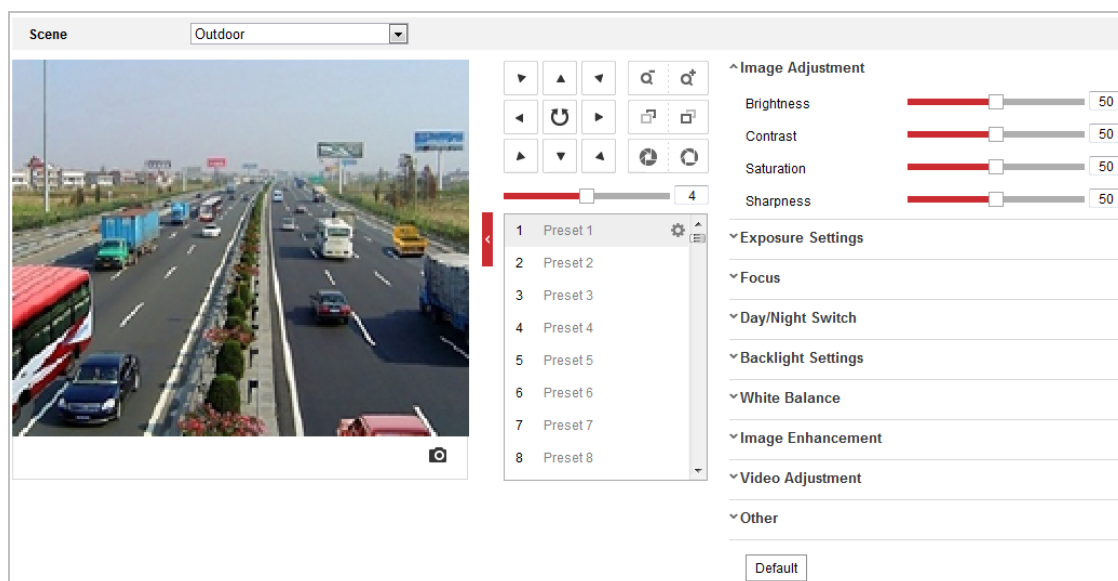 Scene Outdoor
Image Adjustment
Brightness 50
Contrast 50
Saturation 50
Sharpness 50
4
1 Preset 1
2 Preset 2
3 Preset 3
4 Preset 4
5 Preset 5
6 Preset 6
7 Preset 7
8 Preset 8
Exposure Settings
Focus
Day/Night Switch
Backlight Settings
White Balance
Image Enhancement
Video Adjustment
Other
Default